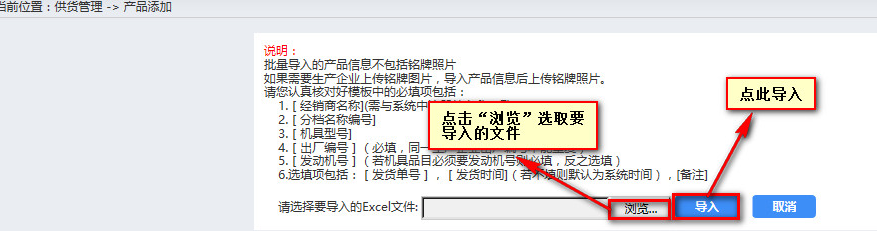 当前位置：供货管理 -> 产品添加
说明：
批量导入的产品信息不包括铭牌照片
如果需要生产企业上传铭牌图片，导入产品信息后上传铭牌照片。
请您认真核对好模板中的必填项包括：
1. [ 经销商名称](需与系统中
2. [ 分档名称编号]
3. [ 机具型号]
4. [ 出厂编号 ]（ 必填，同一
5. [ 发动机号 ]（ 若机具品目必须要发动机号则必填，反之选填 ）
6.选填项包括： [ 发货单号 ] ， [ 发货时间]（ 若不填则默认为系统时间 ）, [备注]
点击“浏览”选取要
导入的文件
点此导入
请选择要导入的Excel文件:
浏览...
导入
取消